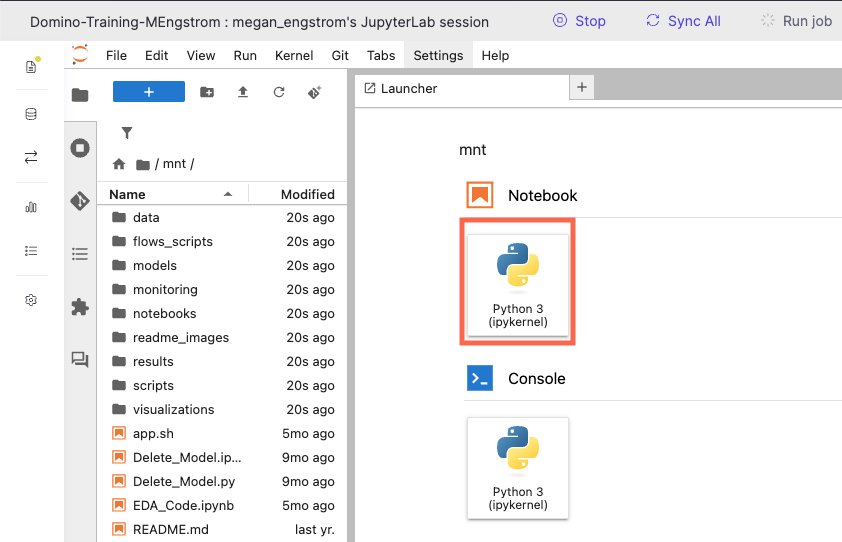 Domino-Training-MEngstrom : megan_engstrom's JupyterLab session
Stop
Sync All
Run job
File Edit View Run Kernel Git Tabs Settings Help
+
Launcher
+
/ mnt /
Name Modified
data 20s ago
flows_scripts 20s ago
models 20s ago
monitoring 20s ago
notebooks 20s ago
readme_images 20s ago
results 20s ago
scripts 20s ago
visualizations 20s ago
app.sh 5mo ago
Delete_Model.ip... 9mo ago
Delete_Model.py 9mo ago
EDA_Code.ipynb 5mo ago
README.md last yr.
mnt
Notebook
Python 3
(ipykernel)
Console
Python 3
(ipykernel)